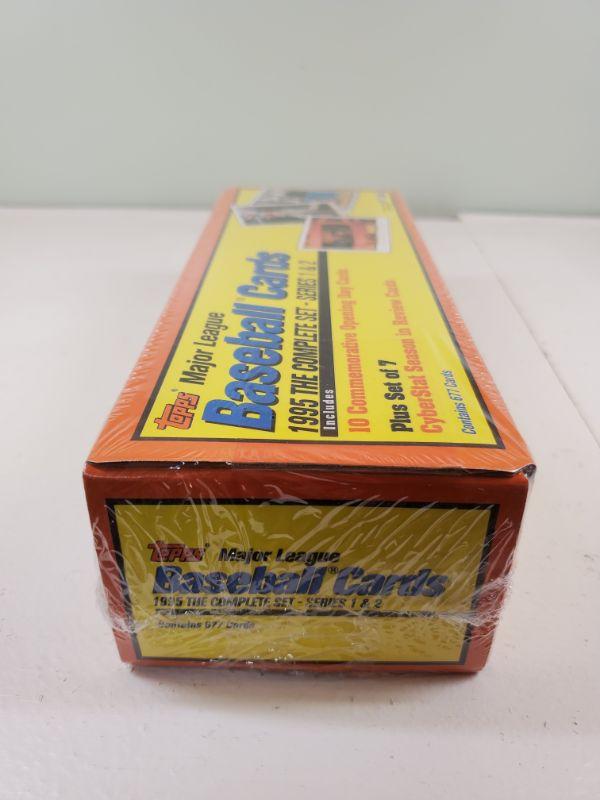 TOPPS® Major League
Baseball® Cards
1995 THE COMPLETE SET - SERIES 1 & 2
Includes
10 Commemorative Opening Day Cards
Plus Set of 7
CyberStat Season in Review Cards
Contains 677 Cards
TOPPS® Major League
Baseball® Cards
1995 THE COMPLETE SET - SERIES 1 & 2
Contains 677 Cards